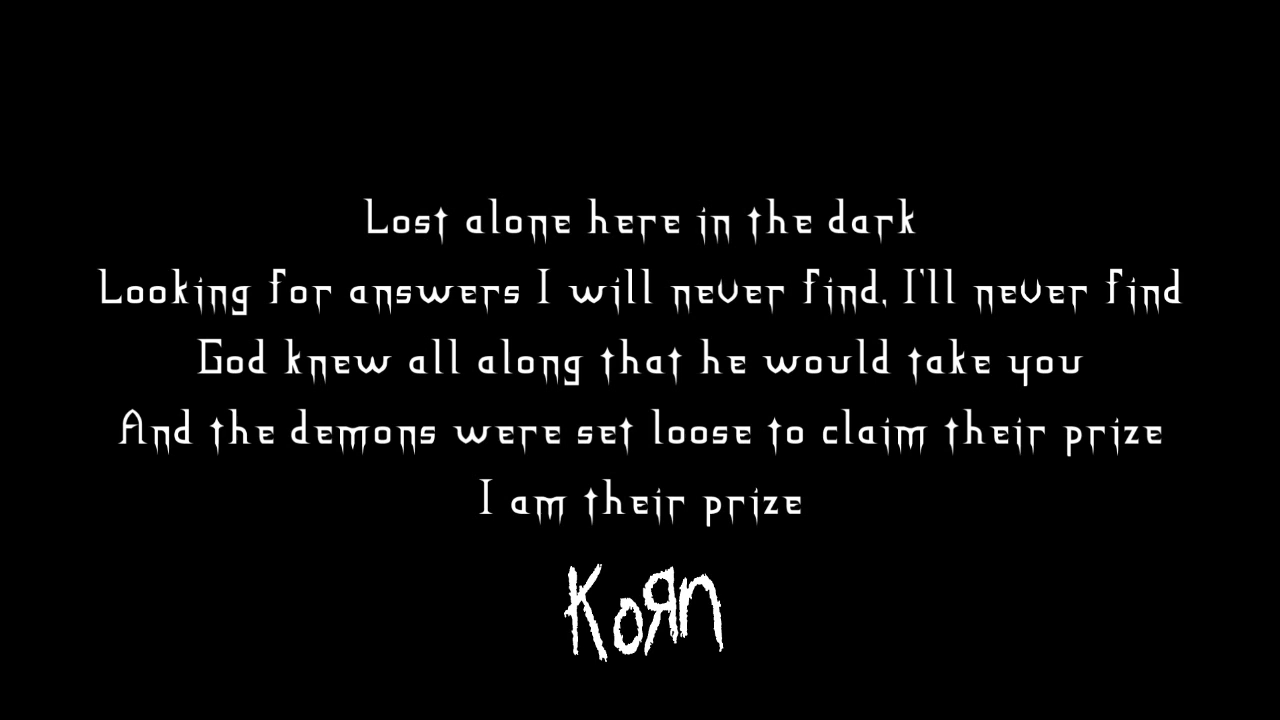 Lost alone here in the dark
Looking for answers I will never find, I'll never find
God knew all along that he would take you
And the demons were set loose to claim their prize
I am their prize
KoЯn